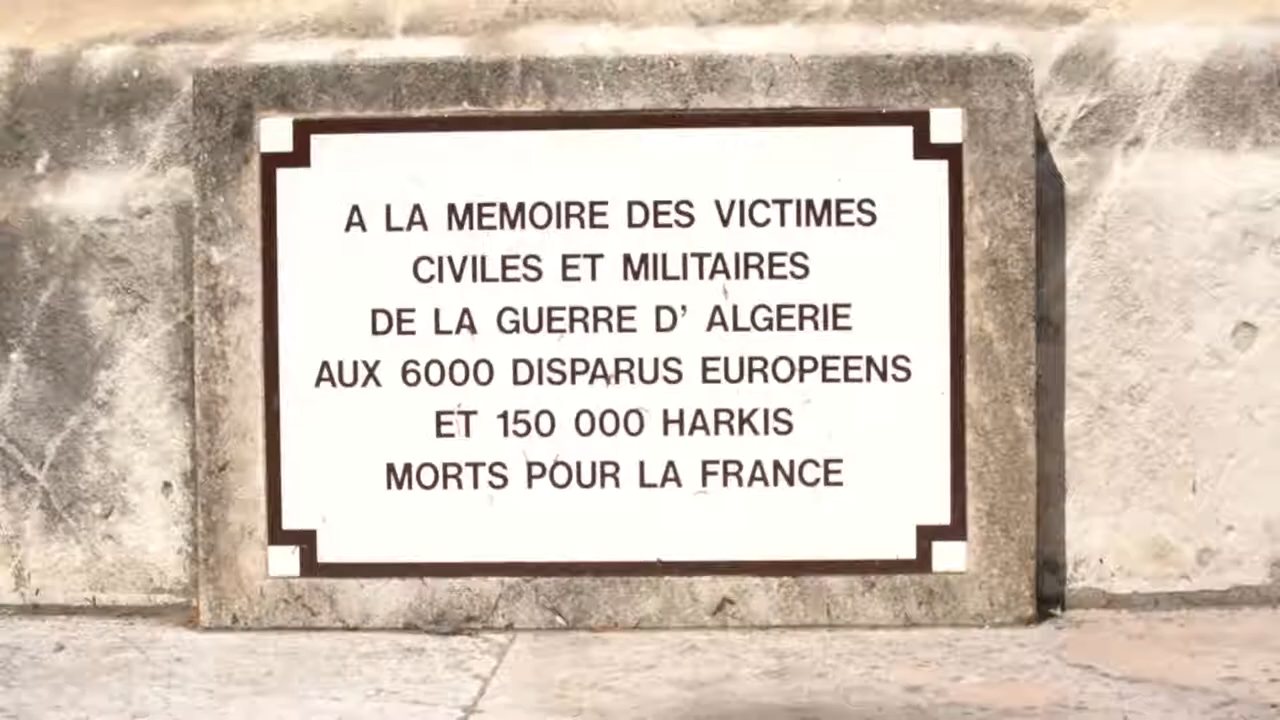 A LA MEMOIRE DES VICTIMES
CIVILES ET MILITAIRES
DE LA GUERRE D' ALGERIE
AUX 6000 DISPARUS EUROPEENS
ET 150 000 HARKIS
MORTS POUR LA FRANCE